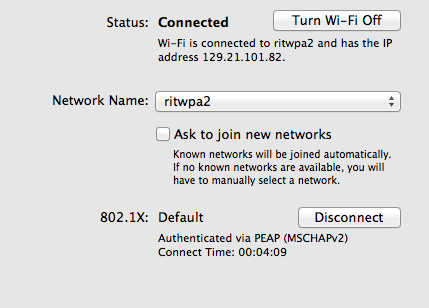 Status: Connected Turn Wi-Fi Off
Wi-Fi is connected to ritwpa2 and has the IP
address 129.21.101.82.
Network Name: ritwpa2
Ask to join new networks
Known networks will be joined automatically.
If no known networks are available, you will
have to manually select a network.
802.1X: Default Disconnect
Authenticated via PEAP (MSCHAPv2)
Connect Time: 00:04:09